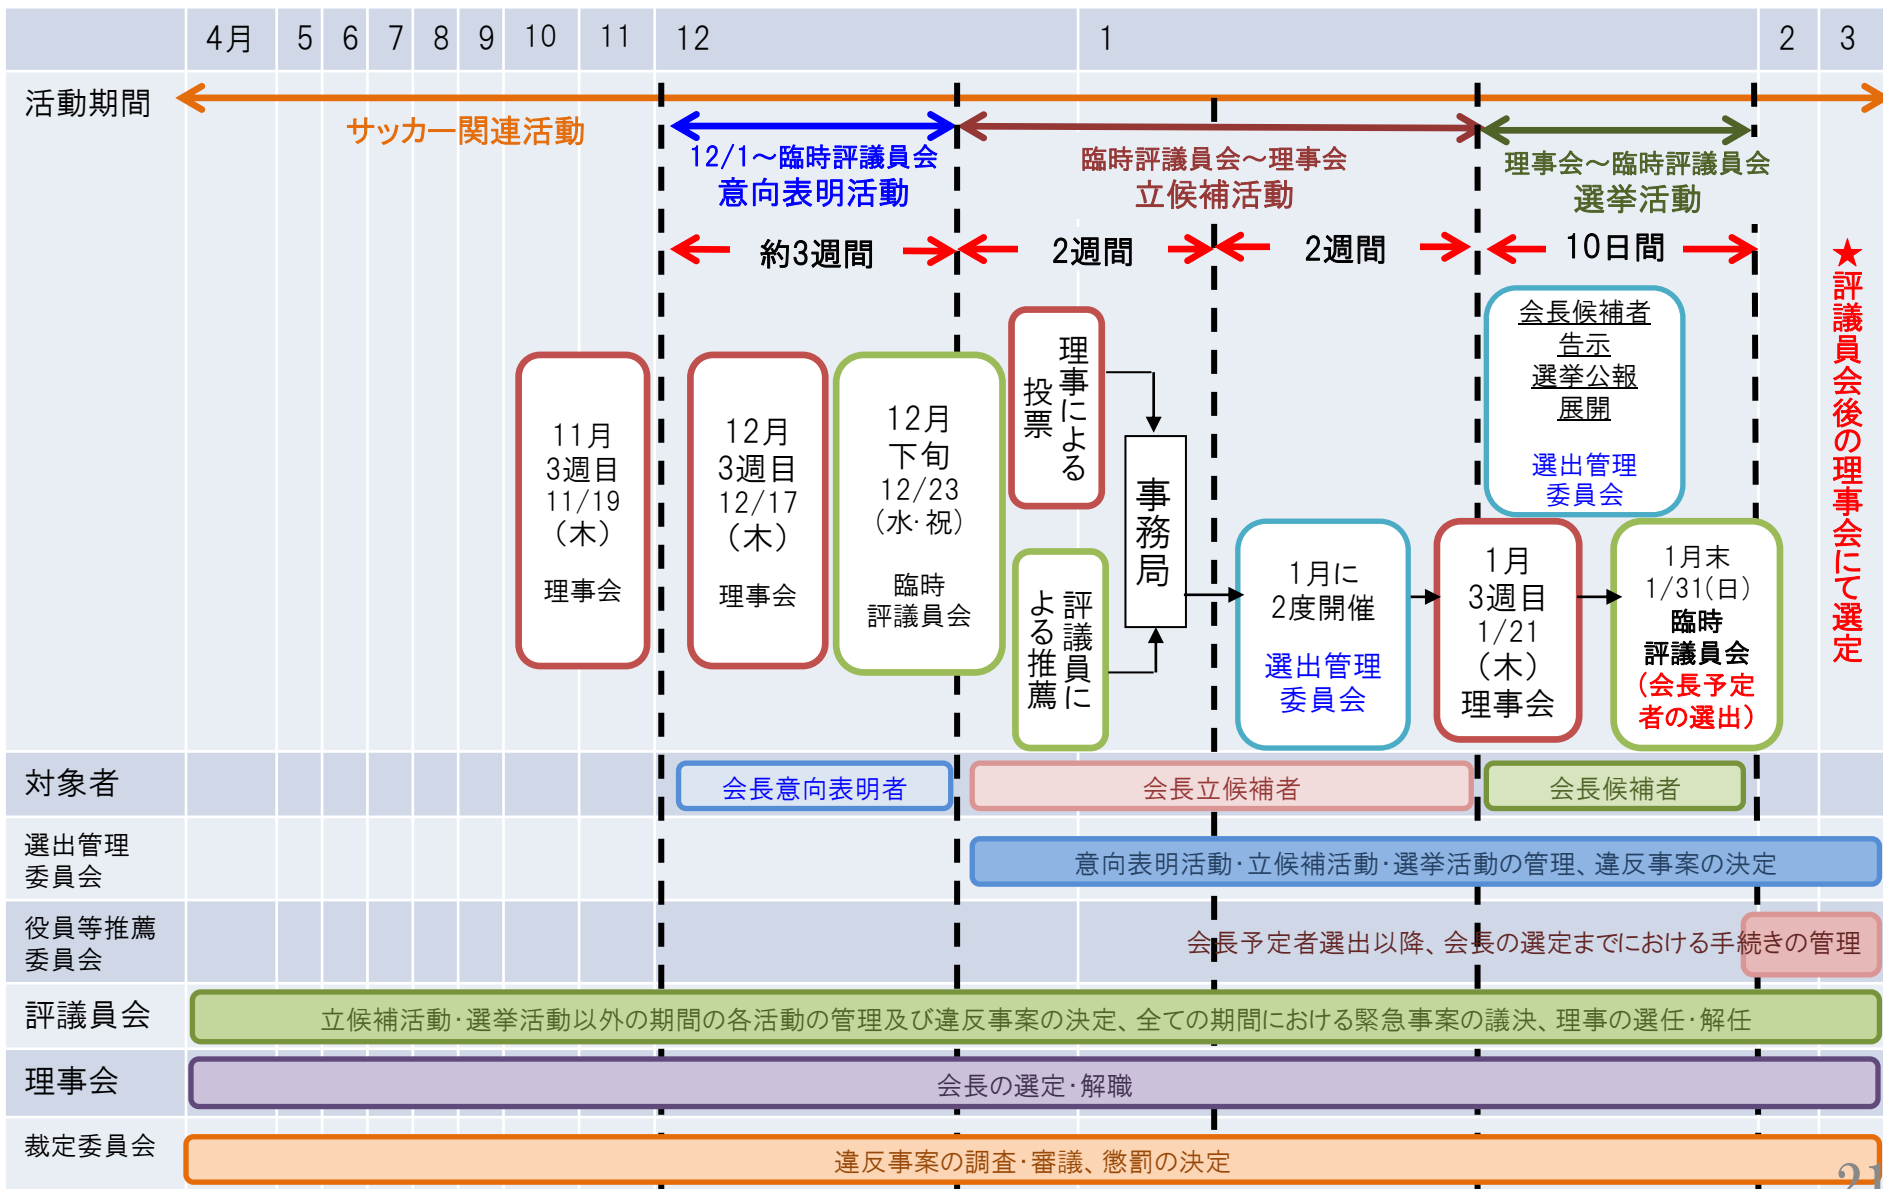 4月 5 6 7 8 9 10 11 12 1 2 3
活動期間
サッカー関連活動
12/1～臨時評議員会
意向表明活動
臨時評議員会～理事会
立候補活動
理事会～臨時評議員会
選挙活動
約3週間
2週間
2週間
10日間
11月
3週目
11/19
（木）
理事会
12月
3週目
12/17
（木）
理事会
12月
下旬
12/23
（水・祝）
臨時
評議員会
理事による
投票
評議員に
よる推薦
事務局
1月に
2度開催
選出管理
委員会
会長候補者
告示
選挙公報
展開
選出管理
委員会
1月
3週目
1/21
（木）
理事会
1月末
1/31(日)
臨時
評議員会
（会長予定
者の選出）
★評議員会後の理事会にて選定
対象者
会長意向表明者
会長立候補者
会長候補者
選出管理
委員会
意向表明活動・立候補活動・選挙活動の管理、違反事案の決定
役員等推薦
委員会
会長予定者選出以降、会長の選定までにおける手続きの管理
評議員会
立候補活動・選挙活動以外の期間の各活動の管理及び違反事案の決定、全ての期間における緊急事案の議決、理事の選任・解任
理事会
会長の選定・解職
裁定委員会
違反事案の調査・審議、懲罰の決定
21